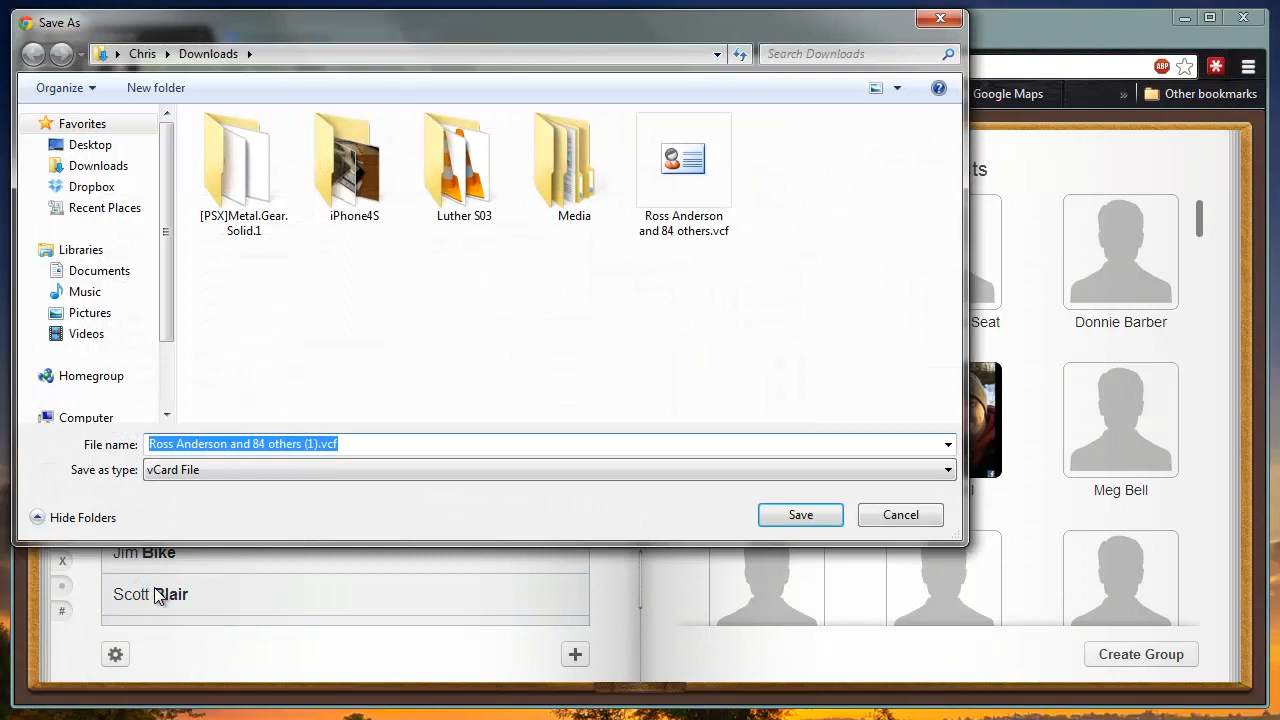 Save As
Chris Downloads
Search Downloads
Organize
New folder
Google Maps
»
Other bookmarks
ABP
Favorites
Desktop
Downloads
Dropbox
Recent Places
Libraries
Documents
Music
Pictures
Videos
Homegroup
Computer
[PSX]Metal.Gear.
Solid.1
iPhone4S
Luther S03
Media
Ross Anderson
and 84 others.vcf
File name:
Ross Anderson and 84 others (1).vcf
Save as type:
vCard File
Hide Folders
Save
Cancel
X
#
Jim Bike
Scott Blair
ts
Seat
Donnie Barber
l
Meg Bell
Create Group